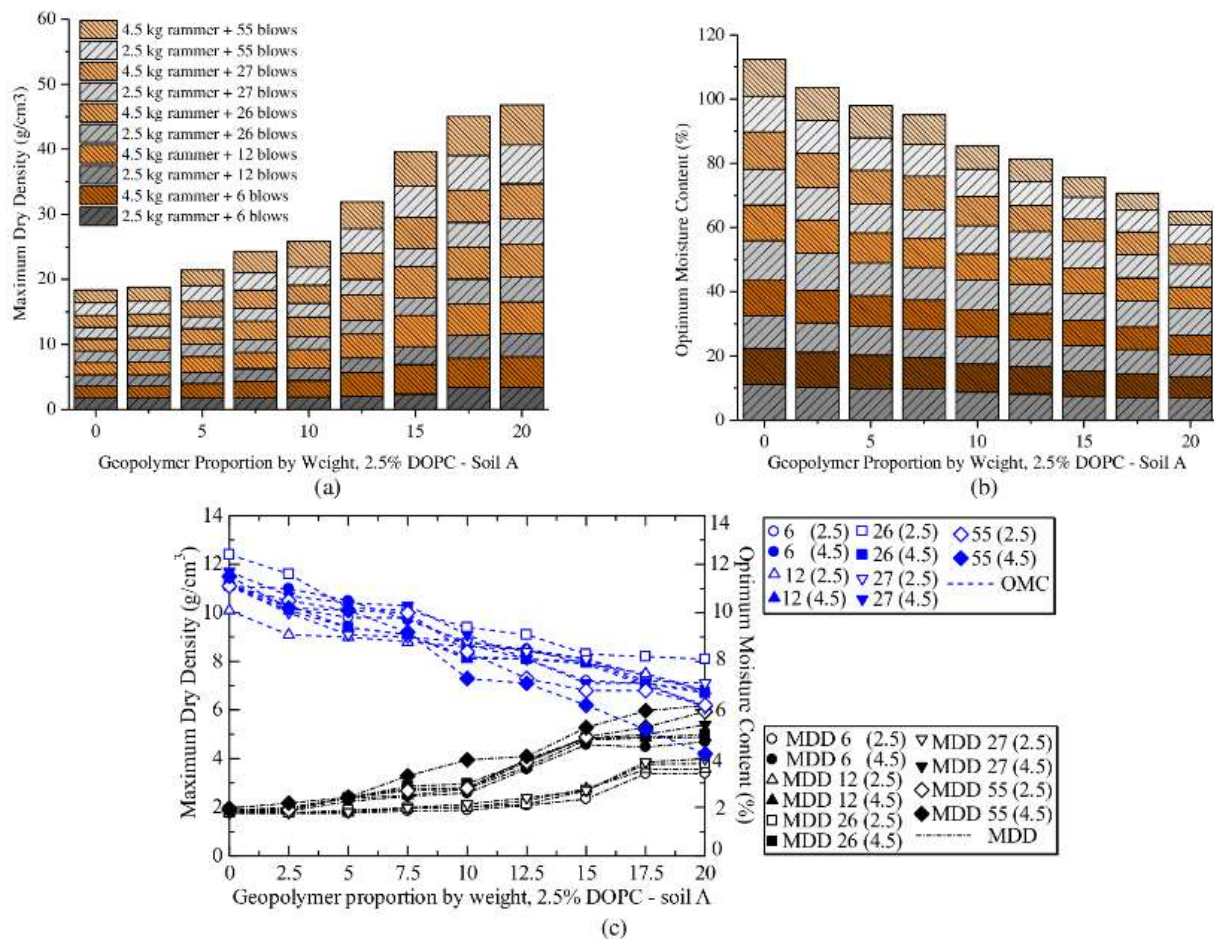 60
50
40
30
20
10
0
Maximum Dry Density (g/cm3)
4.5 kg rammer + 55 blows
2.5 kg rammer + 55 blows
4.5 kg rammer + 27 blows
2.5 kg rammer + 27 blows
4.5 kg rammer + 26 blows
2.5 kg rammer + 26 blows
4.5 kg rammer + 12 blows
2.5 kg rammer + 12 blows
4.5 kg rammer + 6 blows
2.5 kg rammer + 6 blows
0 5 10 15 20
Geopolymer Proportion by Weight, 2.5% DOPC - Soil A
(a)
120
100
80
60
40
20
0
Optimum Moisture Content (%)
0 5 10 15 20
Geopolymer Proportion by Weight, 2.5% DOPC - Soil A
(b)
14
12
10
8
6
4
2
0
Maximum Dry Density (g/cm³)
0 2.5 5 7.5 10 12.5 15 17.5 20
Geopolymer proportion by weight, 2.5% DOPC - soil A
14
12
10
8
6
4
2
0
Optimum Moisture Content (%)
6 (2.5)
6 (4.5)
12 (2.5)
12 (4.5)
26 (2.5)
26 (4.5)
27 (2.5)
27 (4.5)
55 (2.5)
55 (4.5)
OMC
MDD 6 (2.5)
MDD 6 (4.5)
MDD 12 (2.5)
MDD 12 (4.5)
MDD 26 (2.5)
MDD 26 (4.5)
MDD 27 (2.5)
MDD 27 (4.5)
MDD 55 (2.5)
MDD 55 (4.5)
MDD
(c)